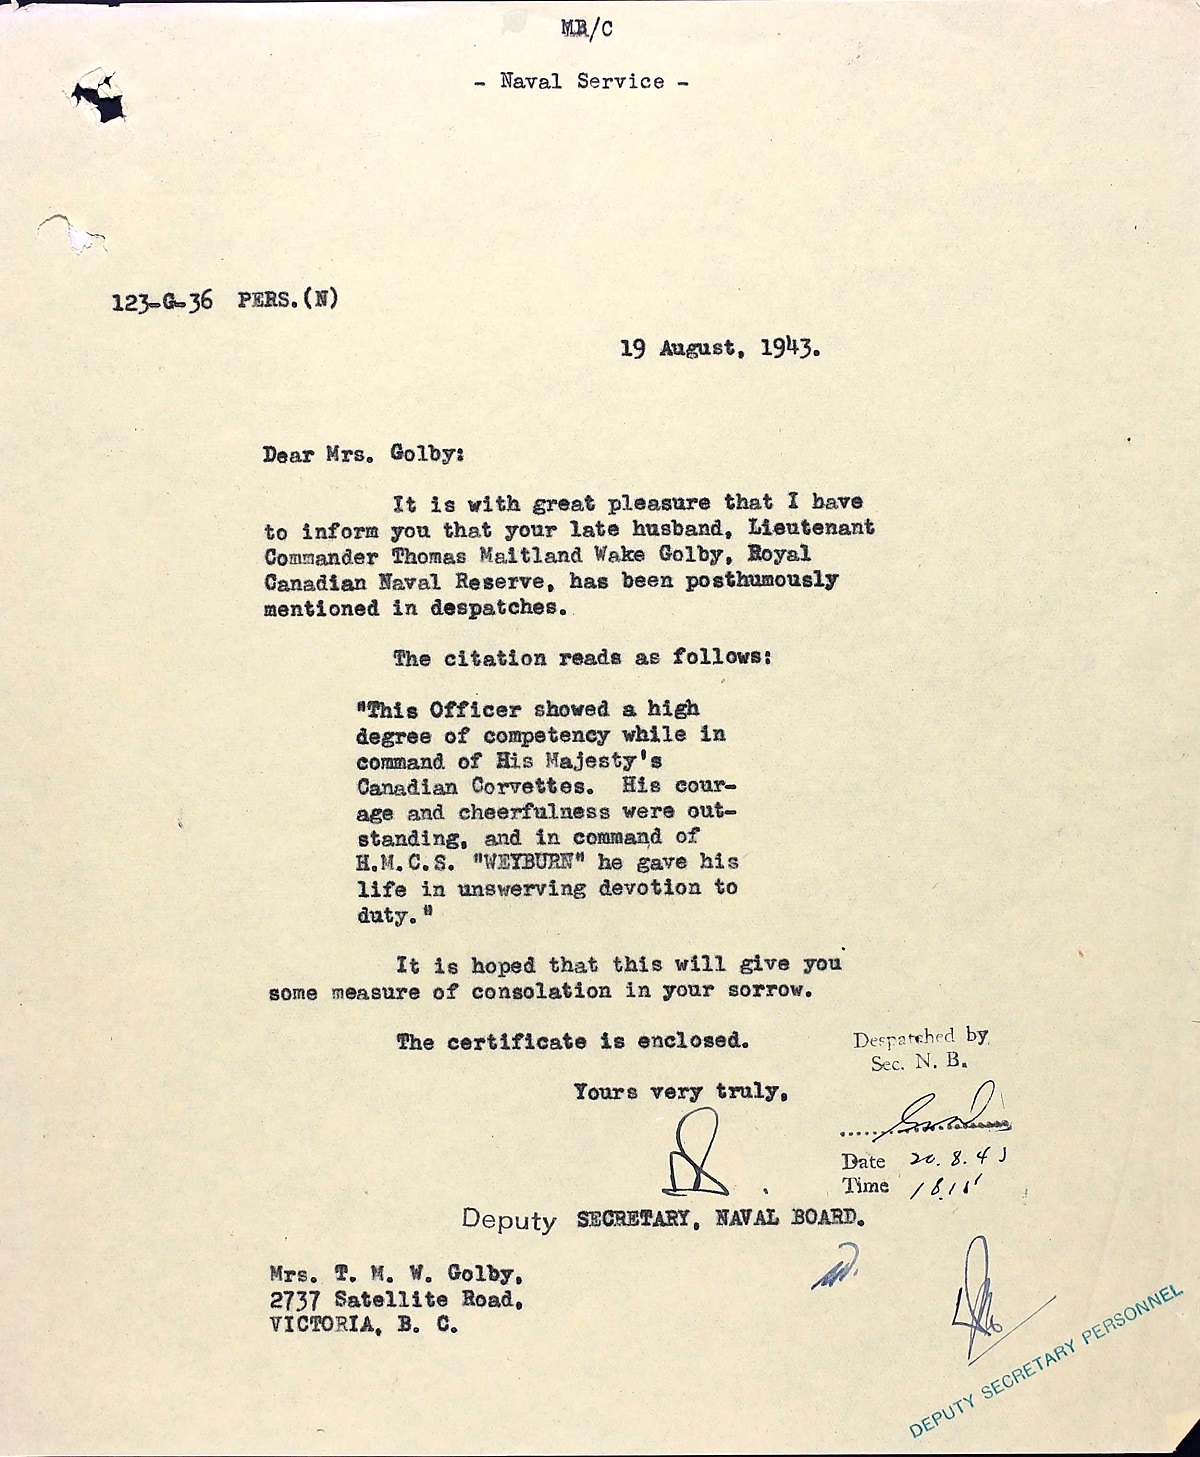 MB/C
- Naval Service -
123-G-36 PERS.(N)
19 August, 1943.
Dear Mrs. Golby:
It is with great pleasure that I have
to inform you that your late husband, Lieutenant
Commander Thomas Maitland Wake Golby, Royal
Canadian Naval Reserve, has been posthumously
mentioned in despatches.
The citation reads as follows:
"This Officer showed a high
degree of competency while in
command of His Majesty's
Canadian Corvettes. His cour-
age and cheerfulness were out-
standing, and in command of
H.M.C.S. "WEYBURN" he gave his
life in unswerving devotion to
duty."
It is hoped that this will give you
some measure of consolation in your sorrow.
The certificate is enclosed.
Yours very truly,
Deputy SECRETARY, NAVAL BOARD.
Despatched by
Sec. N. B.
Date 20.8.43
Time 18.15
Mrs. T. M. W. Golby,
2737 Satellite Road,
VICTORIA, B. C.
DEPUTY SECRETARY PERSONNEL